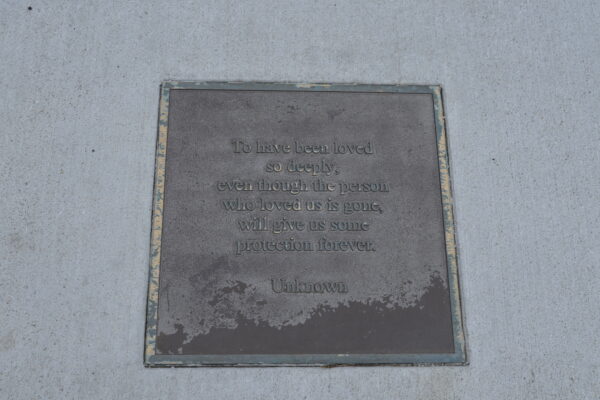 To have been loved
so deeply,
even though the person
who loved us is gone,
will give us some
protection forever.
Unknown